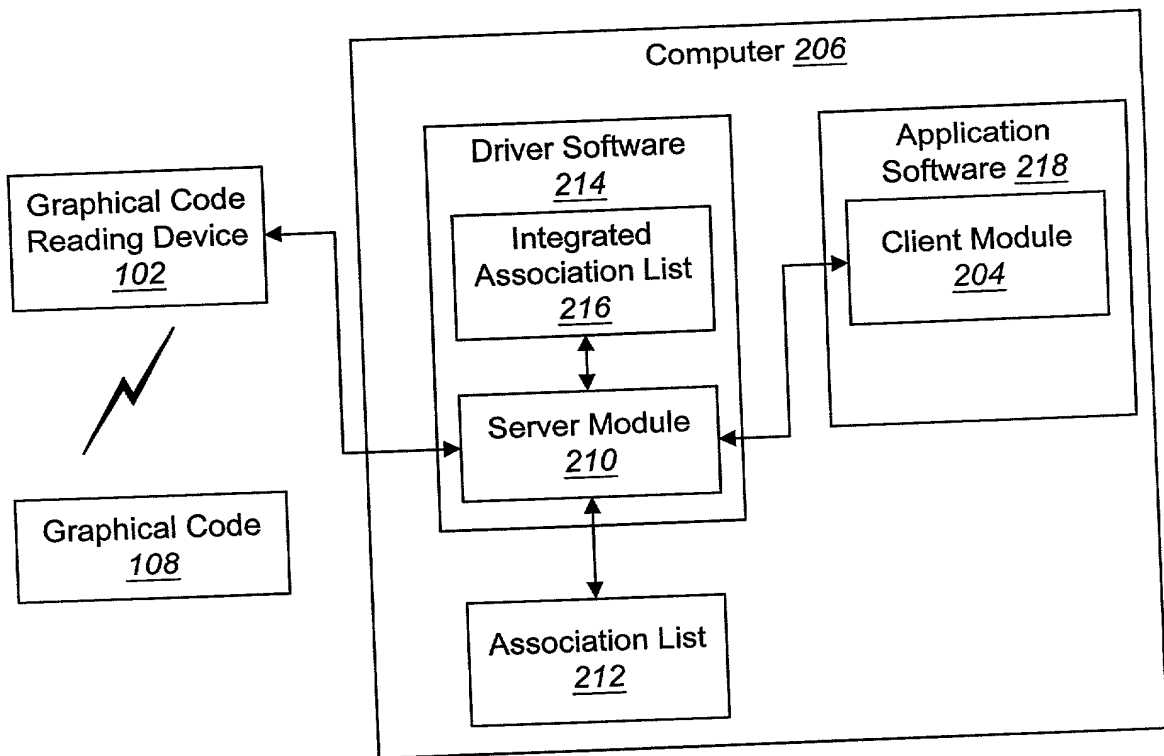 Computer 206
Driver Software
214
Application
Software 218
Graphical Code
Reading Device
102
Integrated
Association List
216
Client Module
204
Server Module
210
Graphical Code
108
Association List
212